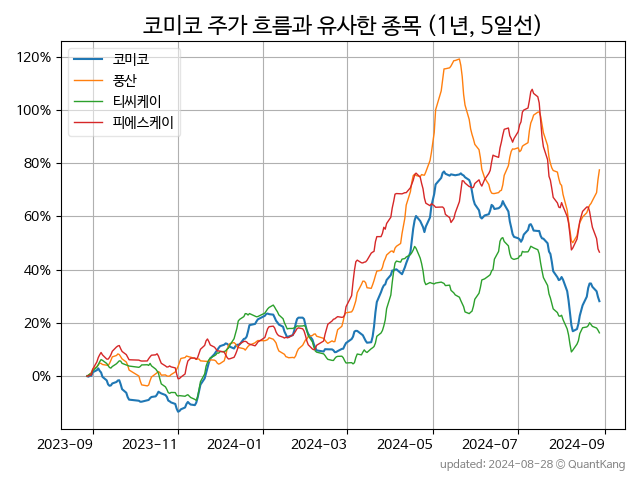 코미코 주가 흐름과 유사한 종목 (1년, 5일선)
코미코
풍산
티씨케이
피에스케이
120%
100%
80%
60%
40%
20%
0%
2023-09 2023-11 2024-01 2024-03 2024-05 2024-07 2024-09
updated: 2024-08-28 © QuantKang